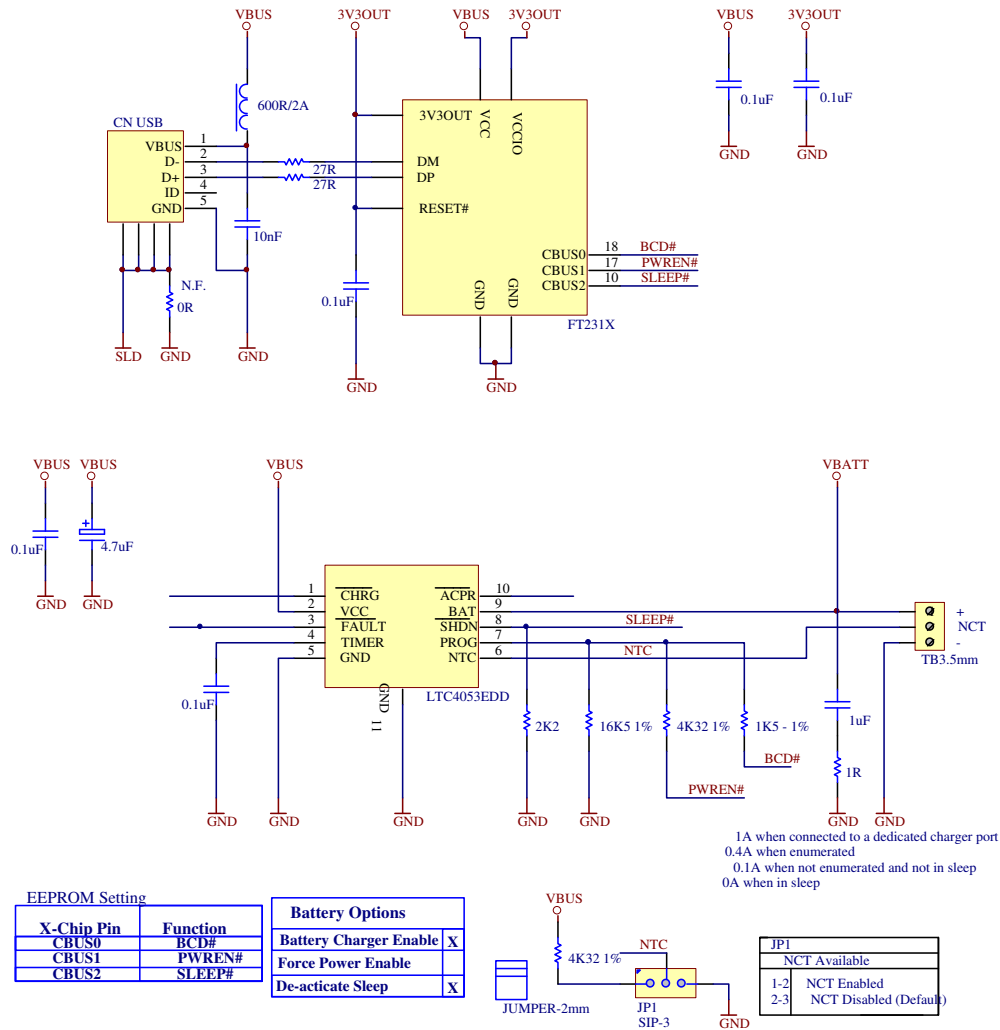 VBUS 3V3OUT VBUS 3V3OUT VBUS 3V3OUT
600R/2A
0.1uF 0.1uF
GND GND
CN USB
VBUS 1
D- 2
D+ 3
ID 4
GND 5
27R
27R
10nF
N.F.
0R
SLD GND GND
0.1uF
GND
3V3OUT
VCC
VCCIO
DM
DP
RESET#
CBUS0 18 BCD#
CBUS1 17 PWREN#
CBUS2 10 SLEEP#
GND
GND
FT231X
GND
VBUS VBUS VBUS VBATT
0.1uF
+
4.7uF
GND GND
1 CHRG
2 VCC
3 FAULT
4 TIMER
5 GND
ACPR 10
BAT 9
SHDN 8 SLEEP#
PROG 7
NTC 6 NTC
GND 11
LTC4053EDD
+
NCT
-
TB3.5mm
0.1uF
2K2
16K5 1%
4K32 1%
1K5 - 1%
1uF
1R
BCD#
PWREN#
GND GND GND GND GND GND GND
1A when connected to a dedicated charger port
0.4A when enumerated
0.1A when not enumerated and not in sleep
0A when in sleep
EEPROM Setting
X-Chip Pin Function
CBUS0 BCD#
CBUS1 PWREN#
CBUS2 SLEEP#
Battery Options
Battery Charger Enable X
Force Power Enable
De-acticate Sleep X
VBUS
4K32 1%
NTC
JUMPER-2mm
JP1
SIP-3
GND
JP1
NCT Available
1-2 NCT Enabled
2-3 NCT Disabled (Default)